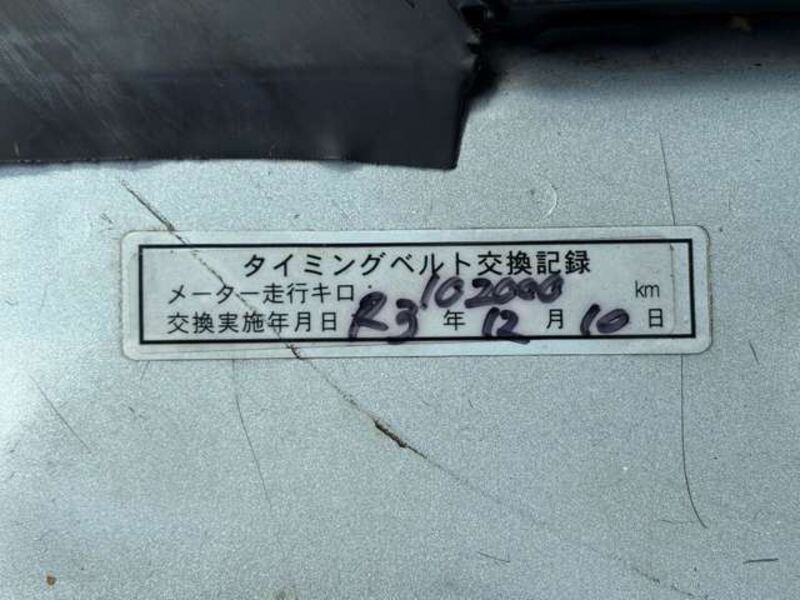 タイミングベルト交換記録
メーター走行キロ: 102000 km
交換実施年月日 R3 年 12 月 10 日